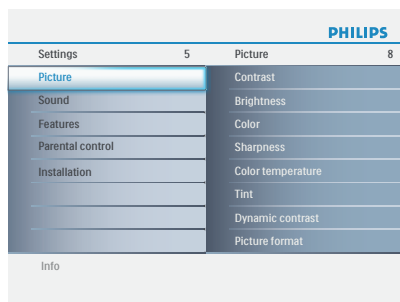 PHILIPS
Settings 5 Picture 8
Picture Contrast
Sound Brightness
Features Color
Parental control Sharpness
Installation Color temperature
Tint
Dynamic contrast
Picture format
Info